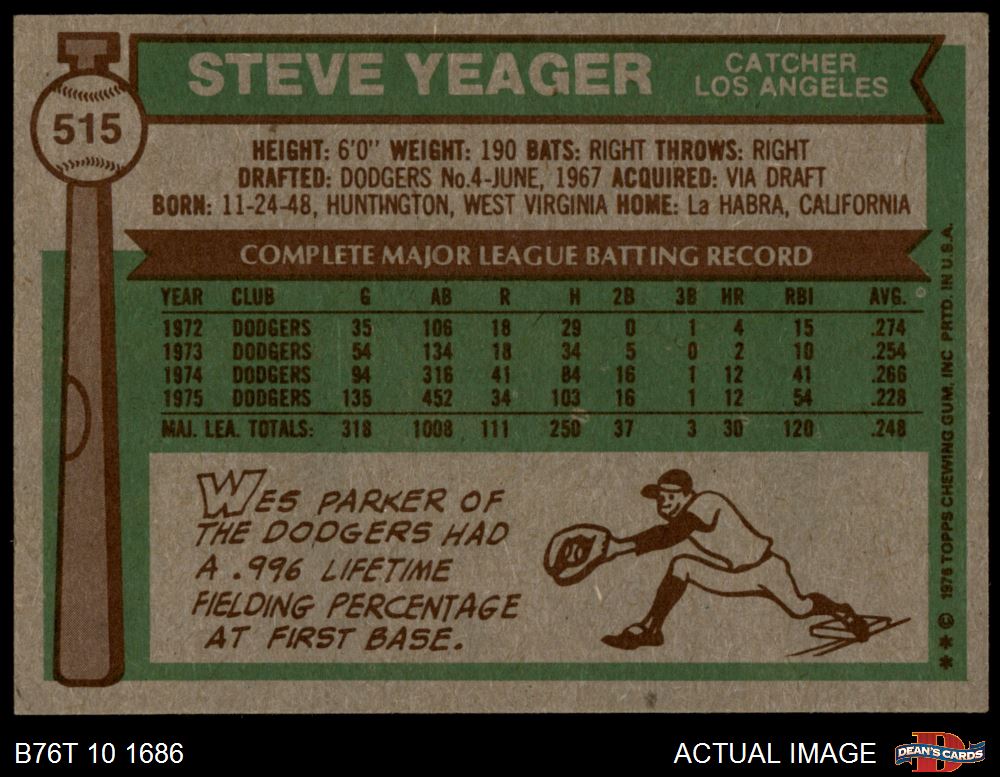 515
STEVE YEAGER
CATCHER
LOS ANGELES
HEIGHT: 6'0" WEIGHT: 190 BATS: RIGHT THROWS: RIGHT
DRAFTED: DODGERS No.4-JUNE, 1967 ACQUIRED: VIA DRAFT
BORN: 11-24-48, HUNTINGTON, WEST VIRGINIA HOME: La HABRA, CALIFORNIA
COMPLETE MAJOR LEAGUE BATTING RECORD
YEAR CLUB G AB R H 2B 3B HR RBI AVG.
1972 DODGERS 35 106 18 29 0 1 4 15 .274
1973 DODGERS 54 134 18 34 5 0 2 10 .254
1974 DODGERS 94 316 41 84 16 1 12 41 .266
1975 DODGERS 135 452 34 103 16 1 12 54 .228
MAJ. LEA. TOTALS: 318 1008 111 250 37 3 30 120 .248
WES PARKER OF
THE DODGERS HAD
A .996 LIFETIME
FIELDING PERCENTAGE
AT FIRST BASE.
** © 1976 TOPPS CHEWING GUM, INC PRTD. IN U.S.A.
B76T 10 1686
ACTUAL IMAGE
DEAN'S CARDS